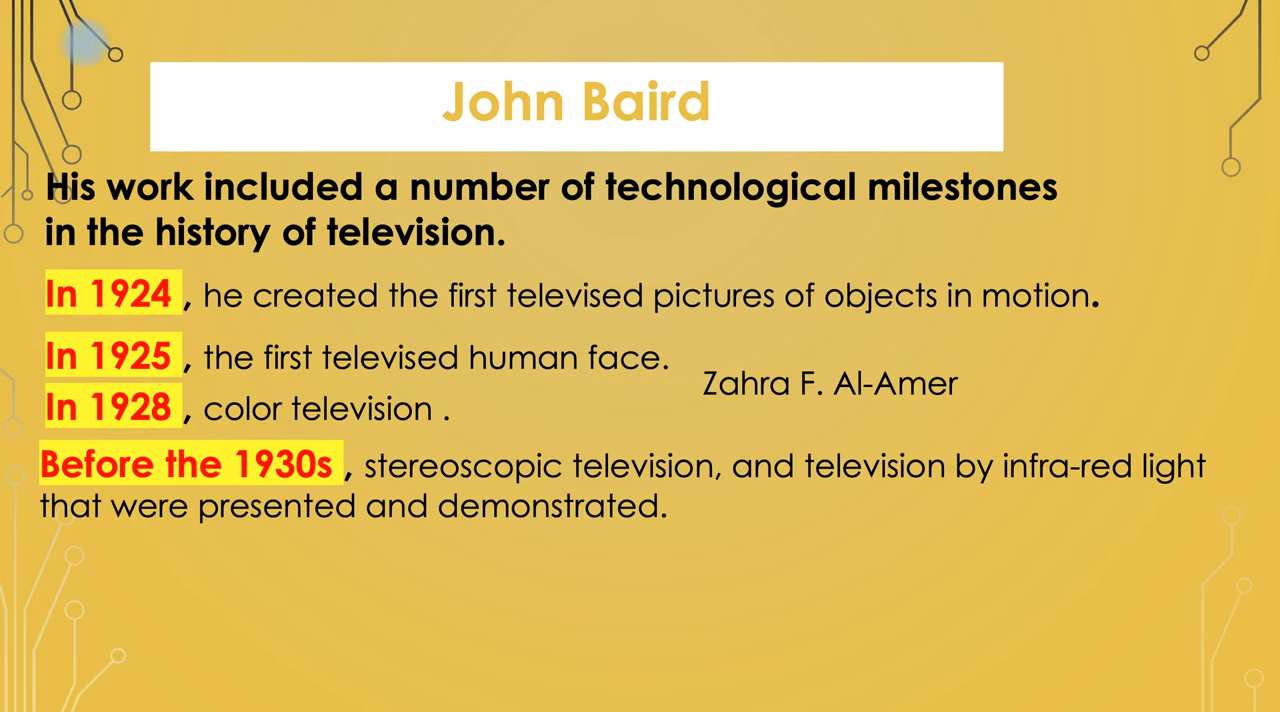 John Baird
His work included a number of technological milestones
in the history of television.
In 1924 , he created the first televised pictures of objects in motion.
In 1925 , the first televised human face.
Zahra F. Al-Amer
In 1928 , color television .
Before the 1930s , stereoscopic television, and television by infra-red light
that were presented and demonstrated.